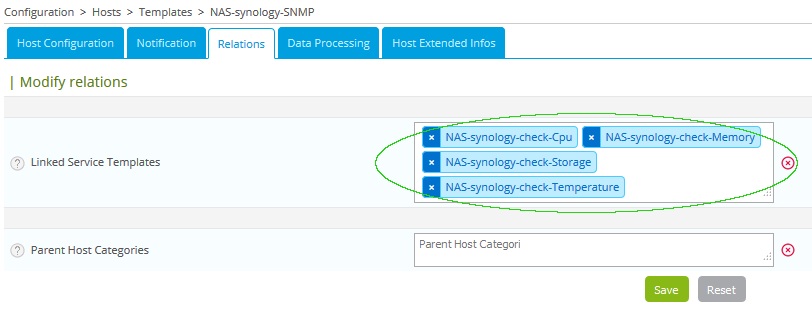 Configuration > Hosts > Templates > NAS-synology-SNMP
Host Configuration Notification Relations Data Processing Host Extended Infos
| Modify relations
? Linked Service Templates
× NAS-synology-check-Cpu × NAS-synology-check-Memory
× NAS-synology-check-Storage
× NAS-synology-check-Temperature
? Parent Host Categories Parent Host Categori
Save Reset